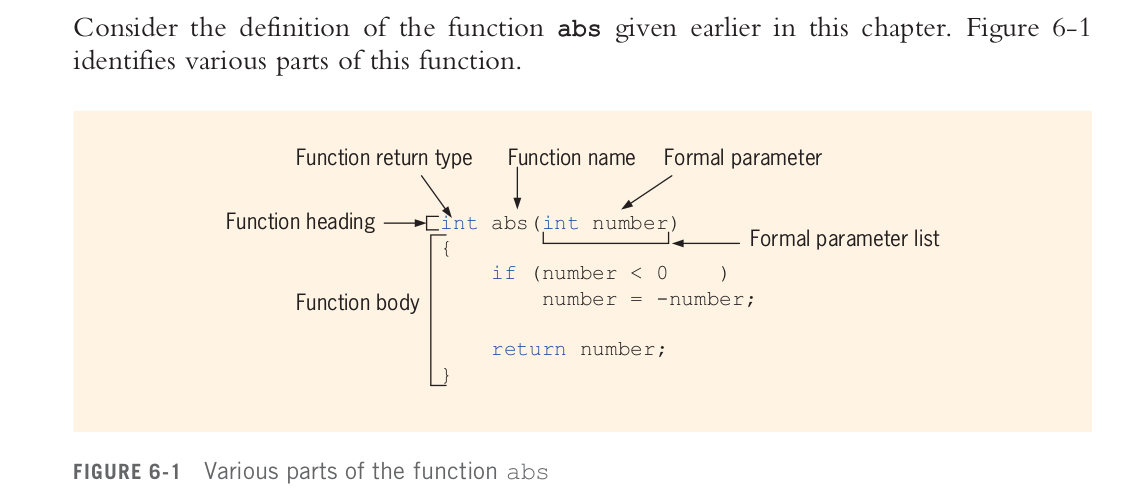 Consider the definition of the function abs given earlier in this chapter. Figure 6-1
identifies various parts of this function.
Function return type Function name Formal parameter
Function heading int abs(int number)
Formal parameter list
{
if (number < 0 )
number = -number;
Function body
return number;
}
FIGURE 6-1 Various parts of the function abs